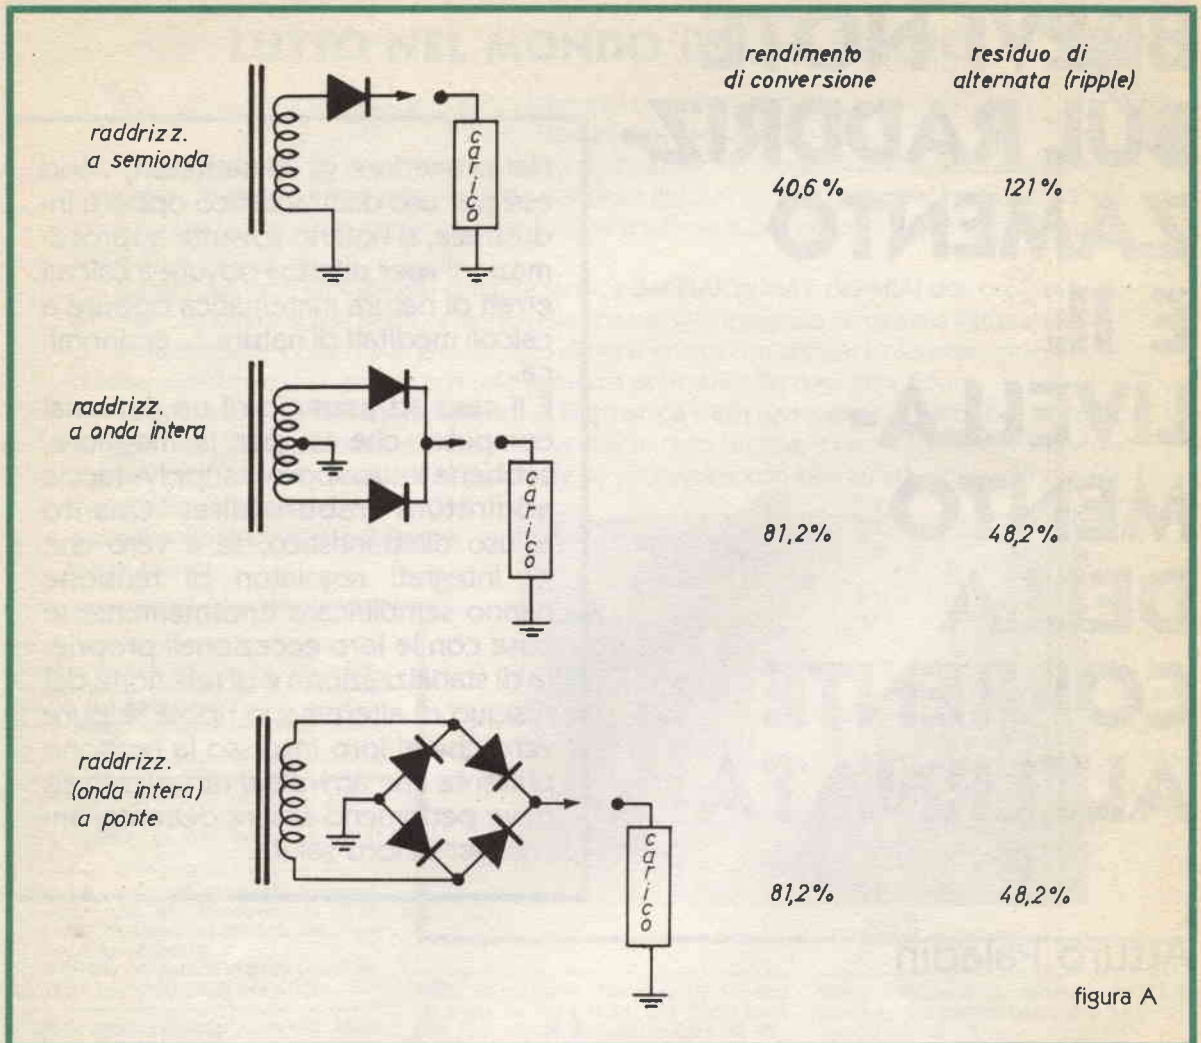 rendimento
di conversione
residuo di
alternata (ripple)
raddrizz.
a semionda
carico
40,6 %
121 %
raddrizz.
a onda intera
carico
81,2%
48,2%
raddrizz.
(onda intera)
a ponte
carico
81,2%
48,2%
figura A